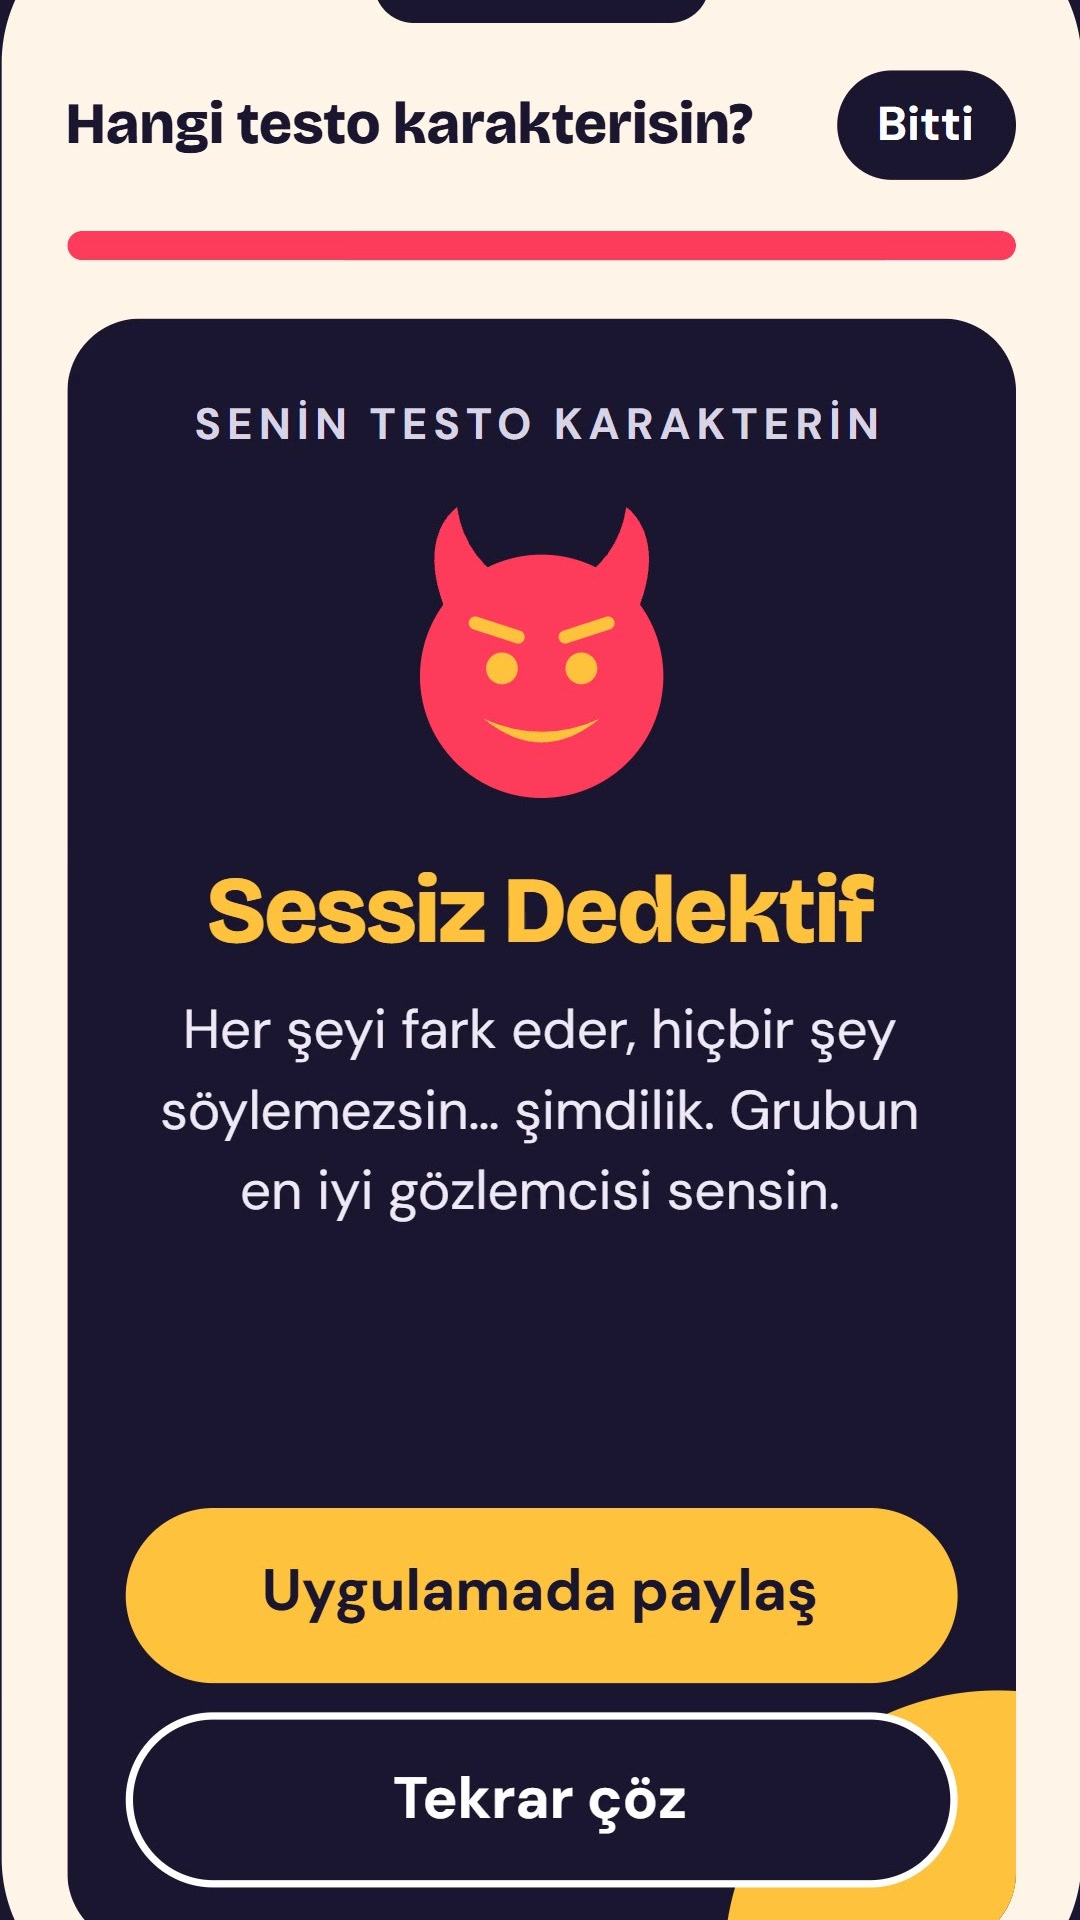 Hangi testo karakterisin?
Bitti
SENİN TESTO KARAKTERİN
Sessiz Dedektif
Her şeyi fark eder, hiçbir şey
söylemezsin... şimdilik. Grubun
en iyi gözlemcisi sensin.
Uygulamada paylaş
Tekrar çöz